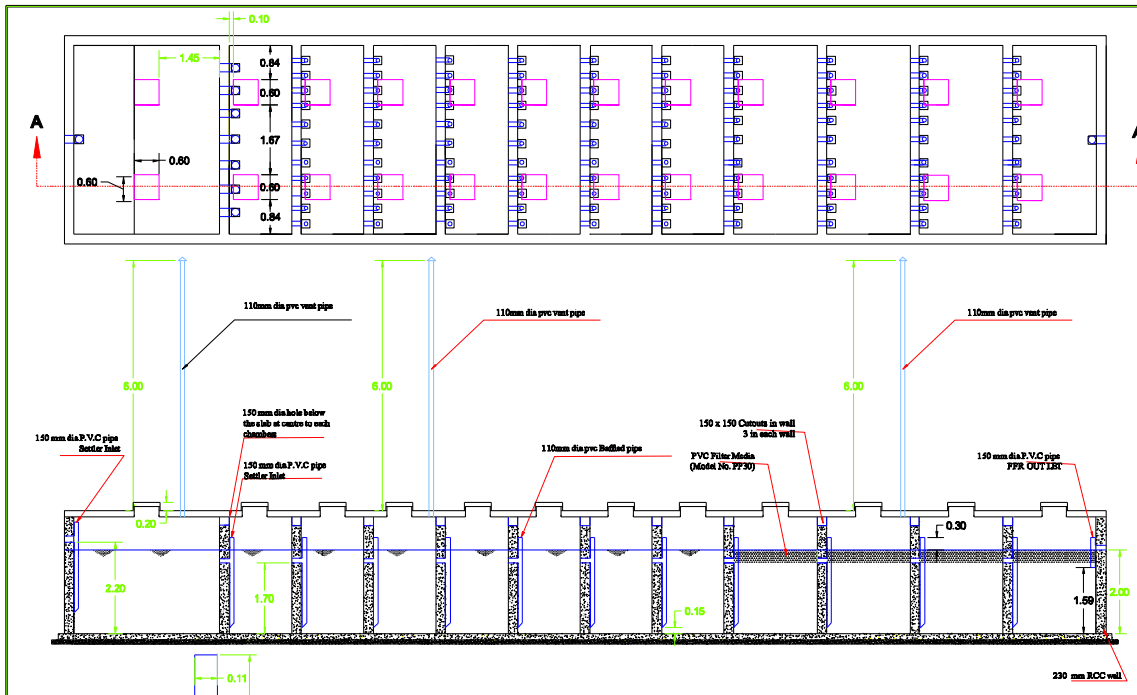 0.10
1.45
0.84
0.60
1.67
0.60
0.84
0.60
0.60
A
A
110mm dia pvc vent pipe
110mm dia pvc vent pipe
110mm dia pvc vent pipe
6.00
6.00
6.00
150 mm dia P.V.C pipe
Settler Inlet
150 mm dia hole below
the slab at centre to each
chamber
150 mm dia P.V.C pipe
Settler Inlet
110mm dia pvc Baffled pipe
150 x 150 Cutouts in wall
3 in each wall
PVC Filter Media
(Model No. PP30)
150 mm dia P.V.C pipe
FFR OUT LET
0.20
0.30
2.20
1.70
0.15
1.59
2.00
230 mm RCC wall
0.11